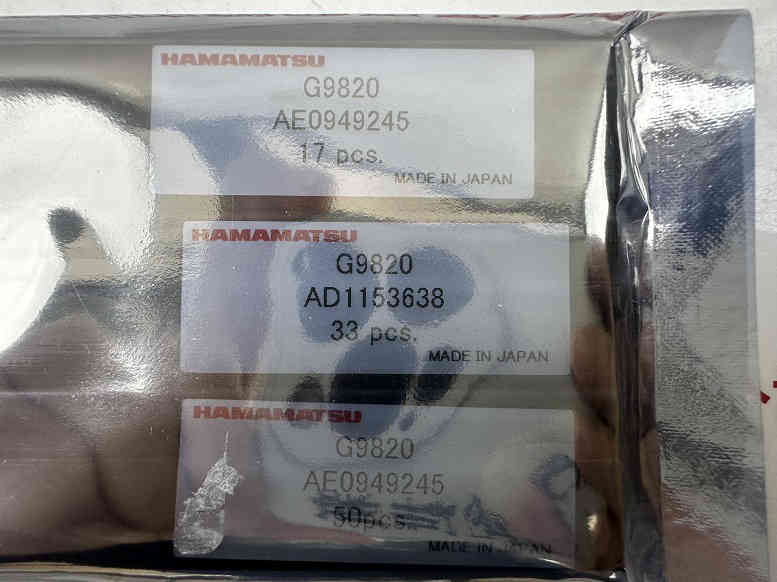 HAMAMATSU
G9820
AE0949245
17 pcs.
MADE IN JAPAN
HAMAMATSU
G9820
AD1153638
33 pcs.
MADE IN JAPAN
HAMAMATSU
G9820
AE0949245
50pcs.
MADE IN JAPAN